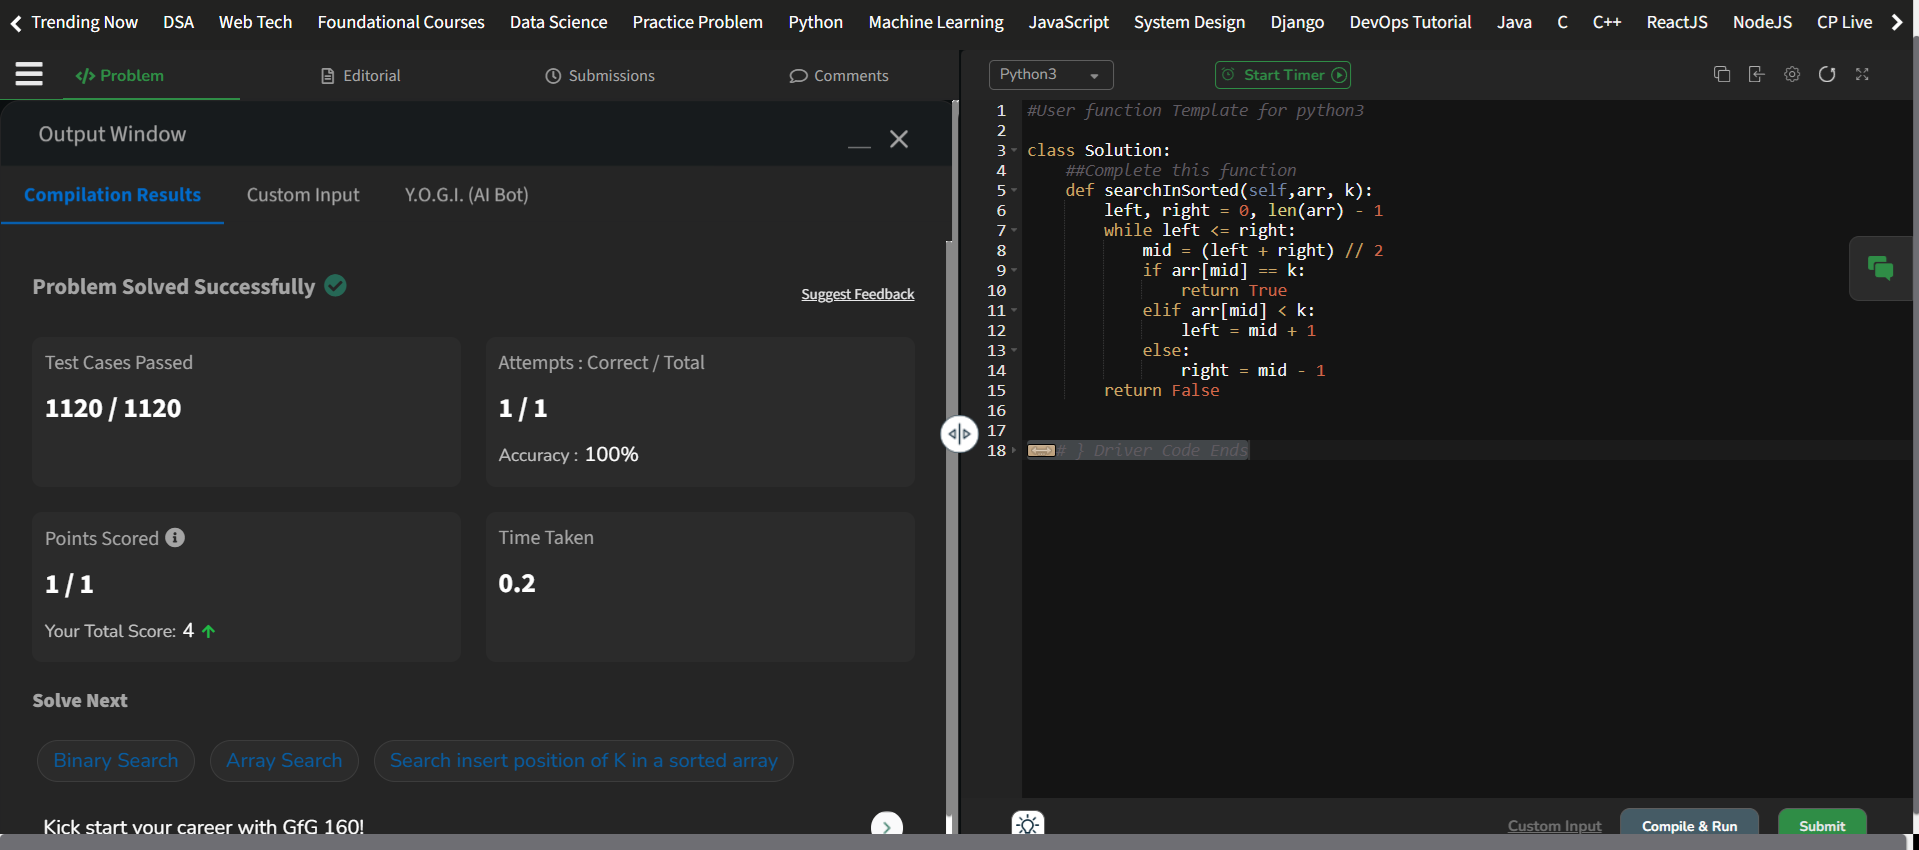 Trending Now DSA Web Tech Foundational Courses Data Science Practice Problem Python Machine Learning JavaScript System Design Django DevOps Tutorial Java C C++ ReactJS NodeJS CP Live
</> Problem Editorial Submissions Comments
Output Window
Compilation Results Custom Input Y.O.G.I. (AI Bot)
Problem Solved Successfully
Suggest Feedback
Test Cases Passed
1120 / 1120
Attempts : Correct / Total
1 / 1
Accuracy : 100%
Points Scored
1 / 1
Your Total Score: 4
Time Taken
0.2
Solve Next
Binary Search Array Search Search insert position of K in a sorted array
Kick start your career with GfG 160!
Python3 Start Timer
1 #User function Template for python3
2
3 class Solution:
4     ##Complete this function
5     def searchInSorted(self,arr, k):
6         left, right = 0, len(arr) - 1
7         while left <= right:
8             mid = (left + right) // 2
9             if arr[mid] == k:
10                 return True
11             elif arr[mid] < k:
12                 left = mid + 1
13             else:
14                 right = mid - 1
15         return False
16
17
18 # } Driver Code Ends
Custom Input Compile & Run Submit